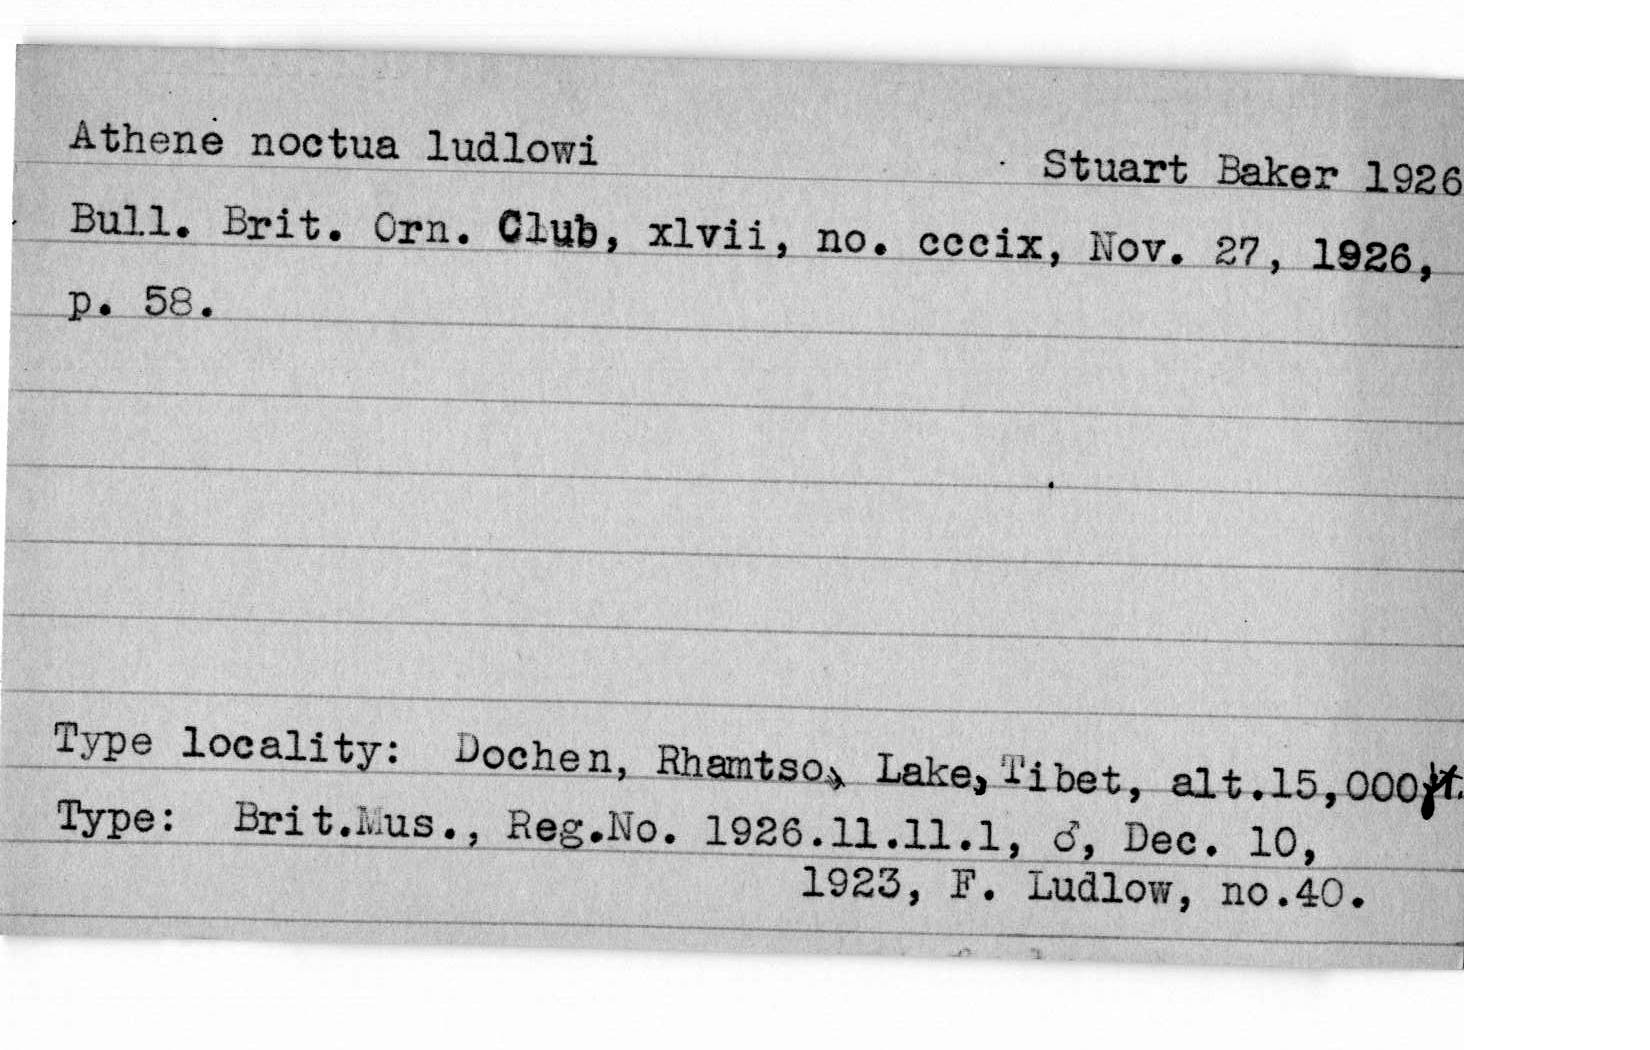 Athene noctua ludlowi Stuart Baker 1926
Bull. Brit. Orn. Club, xlvii, no. cccix, Nov. 27, 1926,
p. 58.
Type locality: Dochen, Rhamtso, Lake, Tibet, alt.15,000ft.
Type: Brit.Mus., Reg.No. 1926.11.11.1, ♂, Dec. 10,
1923, F. Ludlow, no.40.